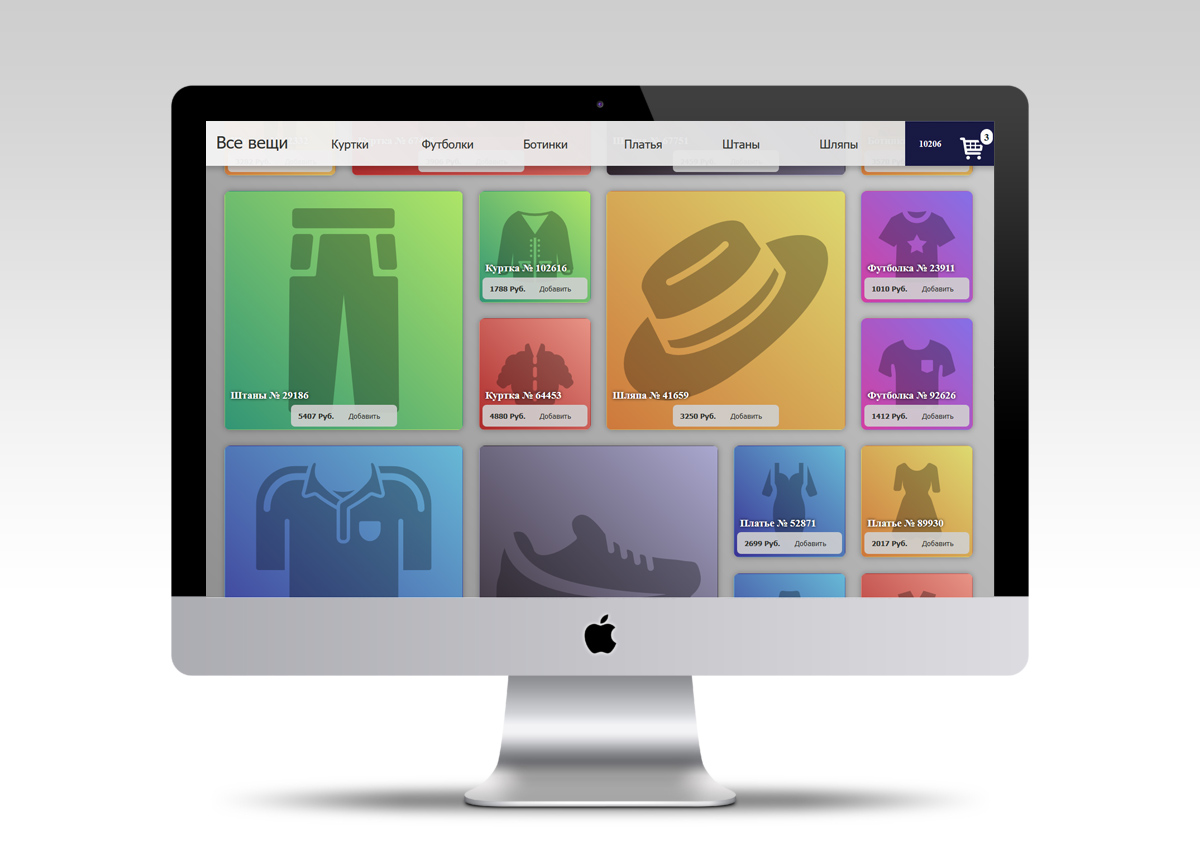 Все вещи
Куртки
Футболки
Ботинки
Платья
Штаны
Шляпы
10206
3
Куртка № 102616
1788 Руб. Добавить
Футболка № 23911
1010 Руб. Добавить
Штаны № 29186
5407 Руб. Добавить
Куртка № 64453
4880 Руб. Добавить
Шляпа № 41659
3250 Руб. Добавить
Футболка № 92626
1412 Руб. Добавить
Платье № 52871
2699 Руб. Добавить
Платье № 89930
2017 Руб. Добавить